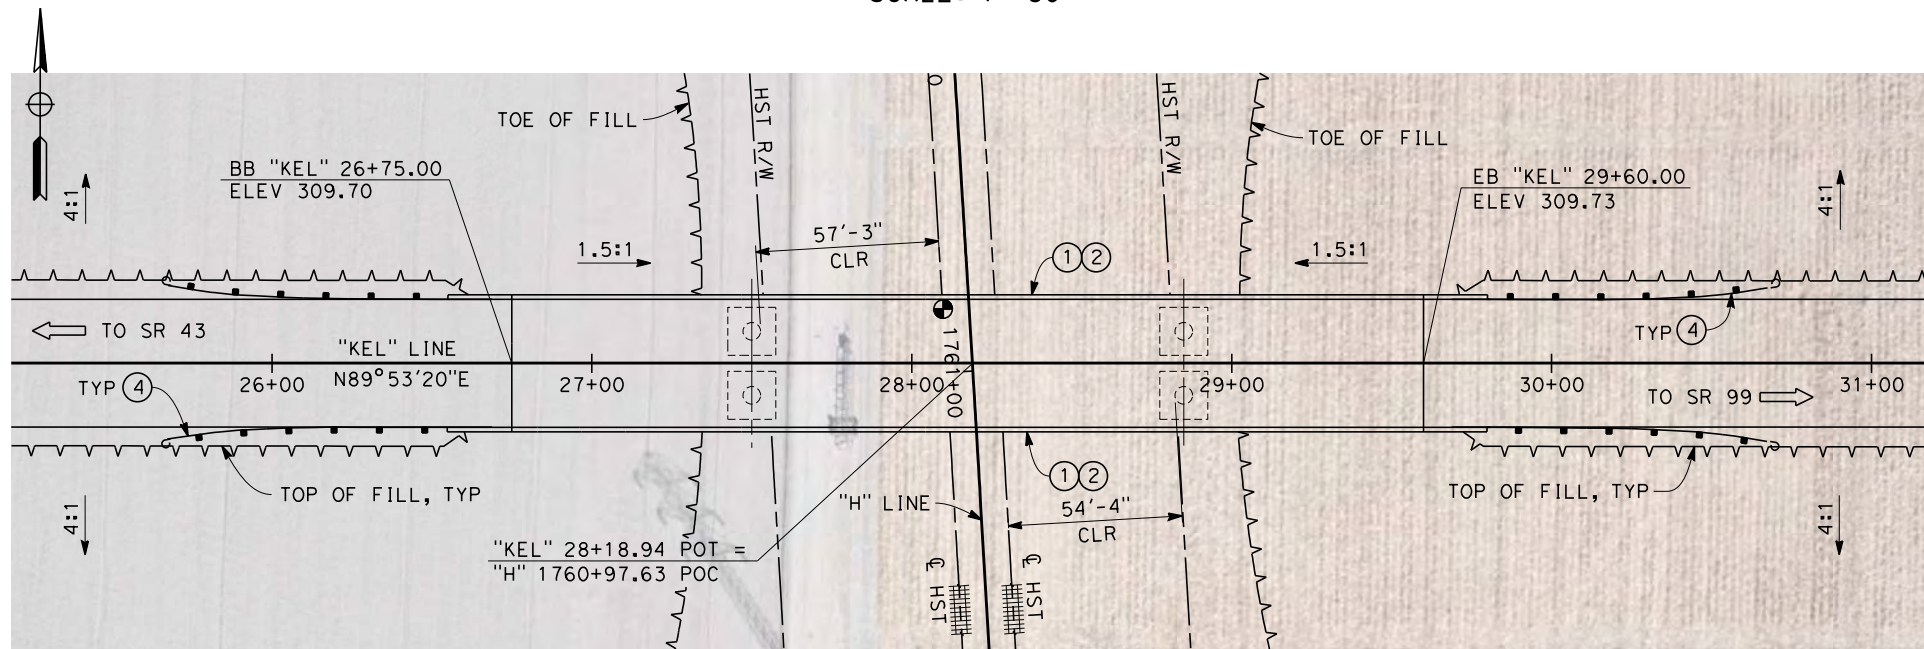 TOE OF FILL
HST R/W
HST R/W
TOE OF FILL
BB "KEL" 26+75.00
ELEV 309.70
EB "KEL" 29+60.00
ELEV 309.73
4:1
4:1
57'-3"
CLR
1.5:1
1 2
1.5:1
TO SR 43
"KEL" LINE
N89°53'20"E
TYP 4
TYP 4
26+00
27+00
28+00
1761+00
29+00
30+00
31+00
TO SR 99
TOP OF FILL, TYP
"H" LINE
1 2
54'-4"
CLR
TOP OF FILL, TYP
4:1
4:1
"KEL" 28+18.94 POT =
"H" 1760+97.63 POC
℄ HST
℄ HST